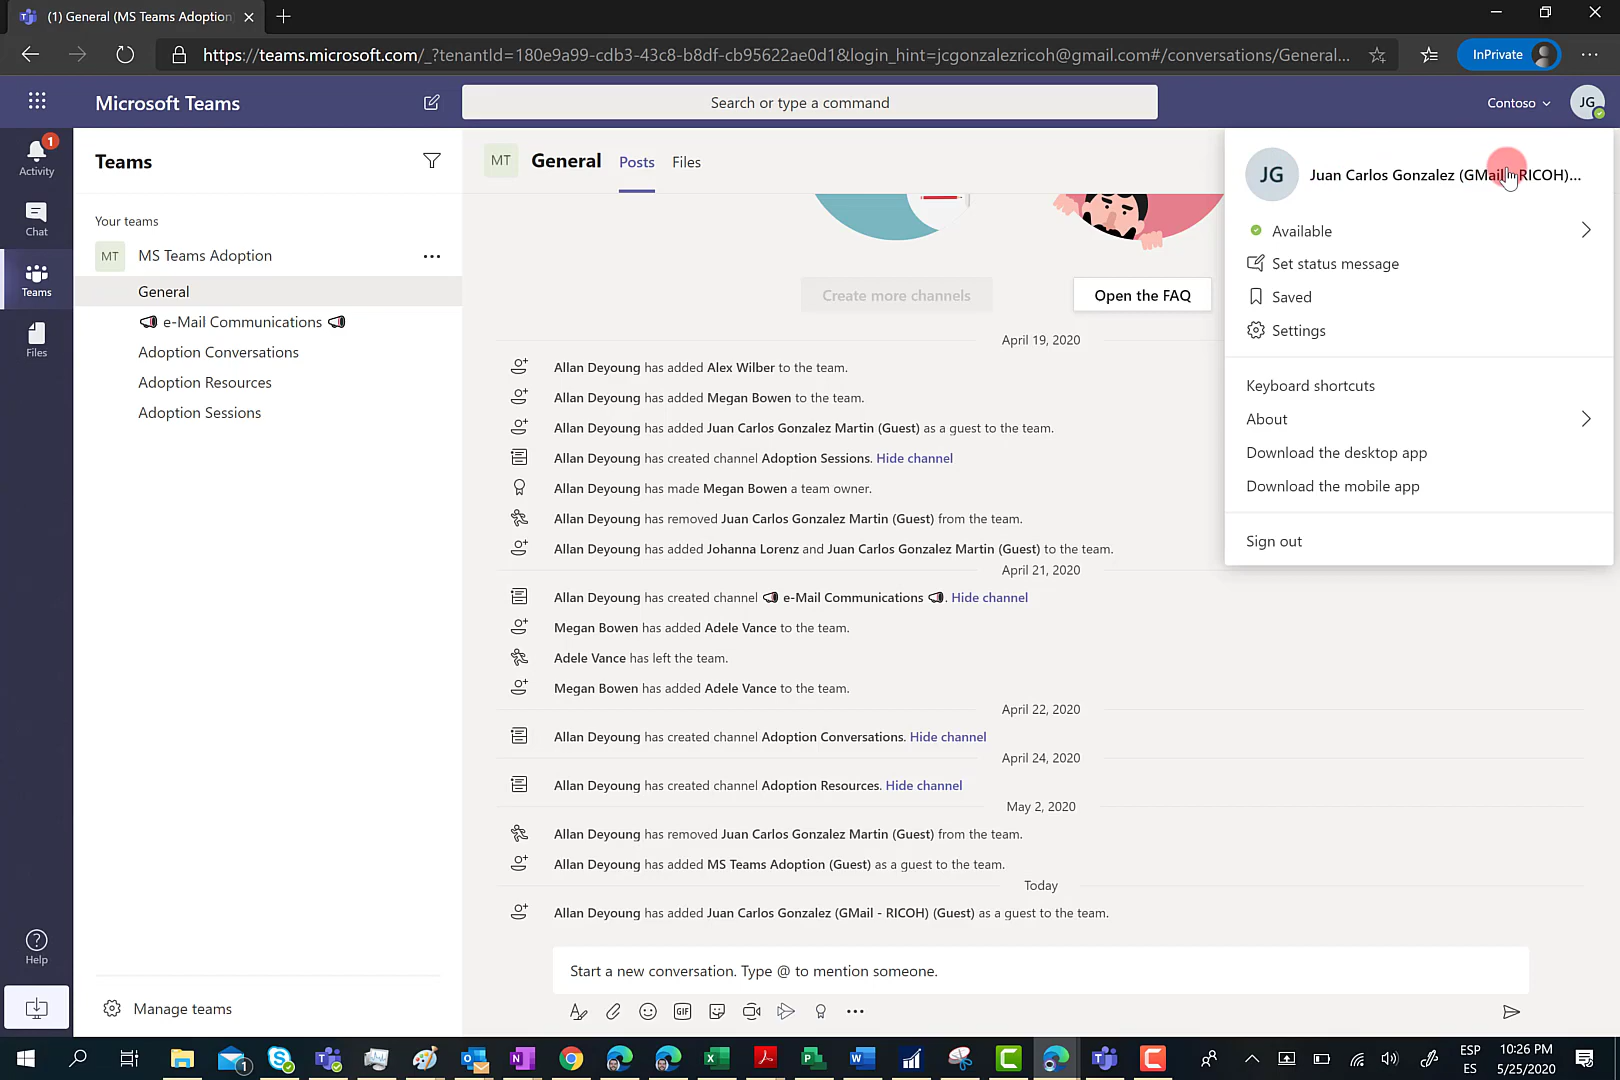 (1) General (MS Teams Adoption)
https://teams.microsoft.com/_?tenantId=180e9a99-cdb3-43c8-b8df-cb95622ae0d18&login_hint=jcgonzalezricoh@gmail.com#/conversations/General...
InPrivate
Microsoft Teams
Search or type a command
Contoso
JG
1
Activity
Chat
Teams
Files
Help
Teams
Your teams
MT MS Teams Adoption
General
e-Mail Communications
Adoption Conversations
Adoption Resources
Adoption Sessions
Manage teams
MT General Posts Files
Create more channels
Open the FAQ
April 19, 2020
Allan Deyoung has added Alex Wilber to the team.
Allan Deyoung has added Megan Bowen to the team.
Allan Deyoung has added Juan Carlos Gonzalez Martin (Guest) as a guest to the team.
Allan Deyoung has created channel Adoption Sessions. Hide channel
Allan Deyoung has made Megan Bowen a team owner.
Allan Deyoung has removed Juan Carlos Gonzalez Martin (Guest) from the team.
Allan Deyoung has added Johanna Lorenz and Juan Carlos Gonzalez Martin (Guest) to the team.
April 21, 2020
Allan Deyoung has created channel e-Mail Communications . Hide channel
Megan Bowen has added Adele Vance to the team.
Adele Vance has left the team.
Megan Bowen has added Adele Vance to the team.
April 22, 2020
Allan Deyoung has created channel Adoption Conversations. Hide channel
April 24, 2020
Allan Deyoung has created channel Adoption Resources. Hide channel
May 2, 2020
Allan Deyoung has removed Juan Carlos Gonzalez Martin (Guest) from the team.
Allan Deyoung has added MS Teams Adoption (Guest) as a guest to the team.
Today
Allan Deyoung has added Juan Carlos Gonzalez (GMail - RICOH) (Guest) as a guest to the team.
Start a new conversation. Type @ to mention someone.
GIF
JG
Juan Carlos Gonzalez (GMail - RICOH)...
Available
Set status message
Saved
Settings
Keyboard shortcuts
About
Download the desktop app
Download the mobile app
Sign out
1
ESP
ES
10:26 PM
5/25/2020